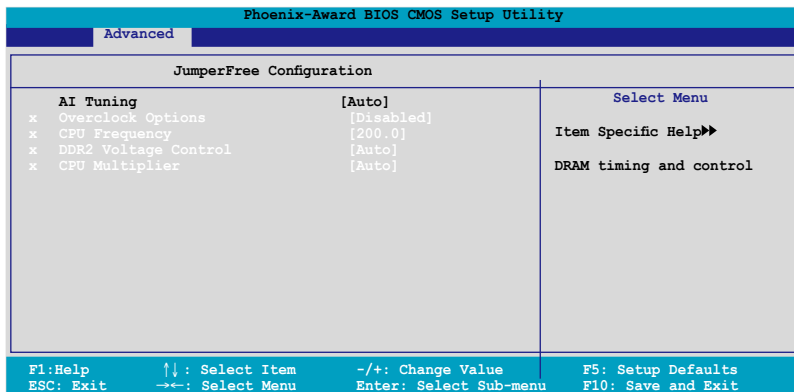 Phoenix-Award BIOS CMOS Setup Utility
Advanced
JumperFree Configuration
AI Tuning [Auto]
x Overclock Options [Disabled]
x CPU Frequency [200.0]
x DDR2 Voltage Control [Auto]
x CPU Multiplier [Auto]
Select Menu
Item Specific Help▶▶
DRAM timing and control
F1:Help ↑↓ : Select Item -/+: Change Value F5: Setup Defaults
ESC: Exit →←: Select Menu Enter: Select Sub-menu F10: Save and Exit